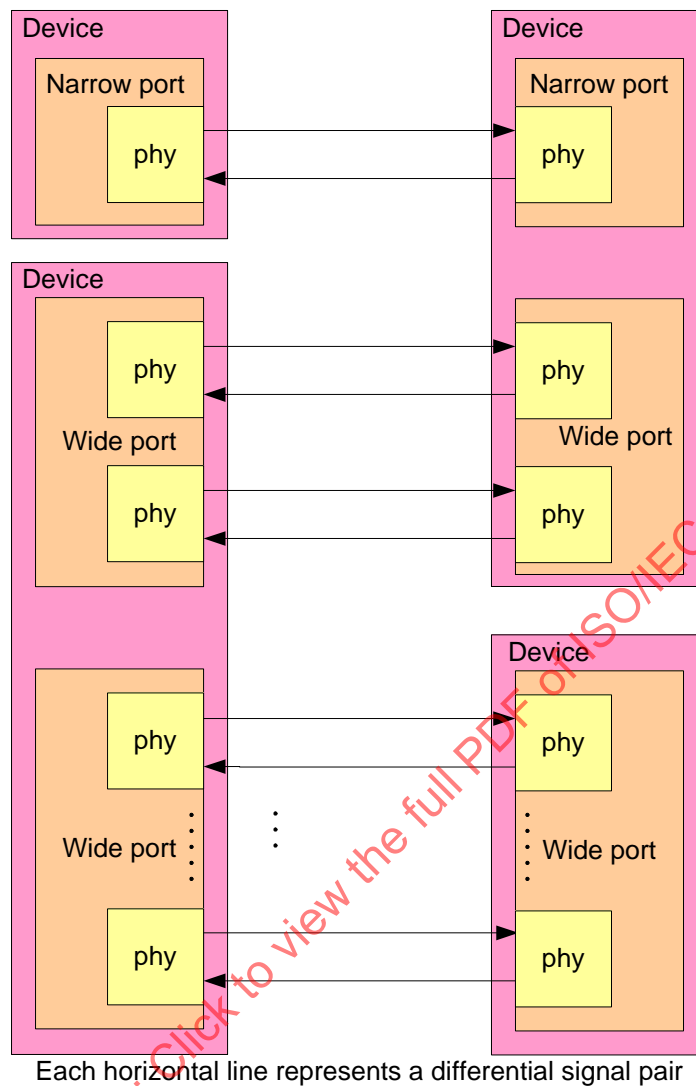 Device
Narrow port
phy
Device
Narrow port
phy
Device
phy
Wide port
phy
phy
Wide port
phy
phy
Wide port
phy
Device
phy
Wide port
phy
Click to view the full PDF of ISO/IEC
Each horizontal line represents a differential signal pair